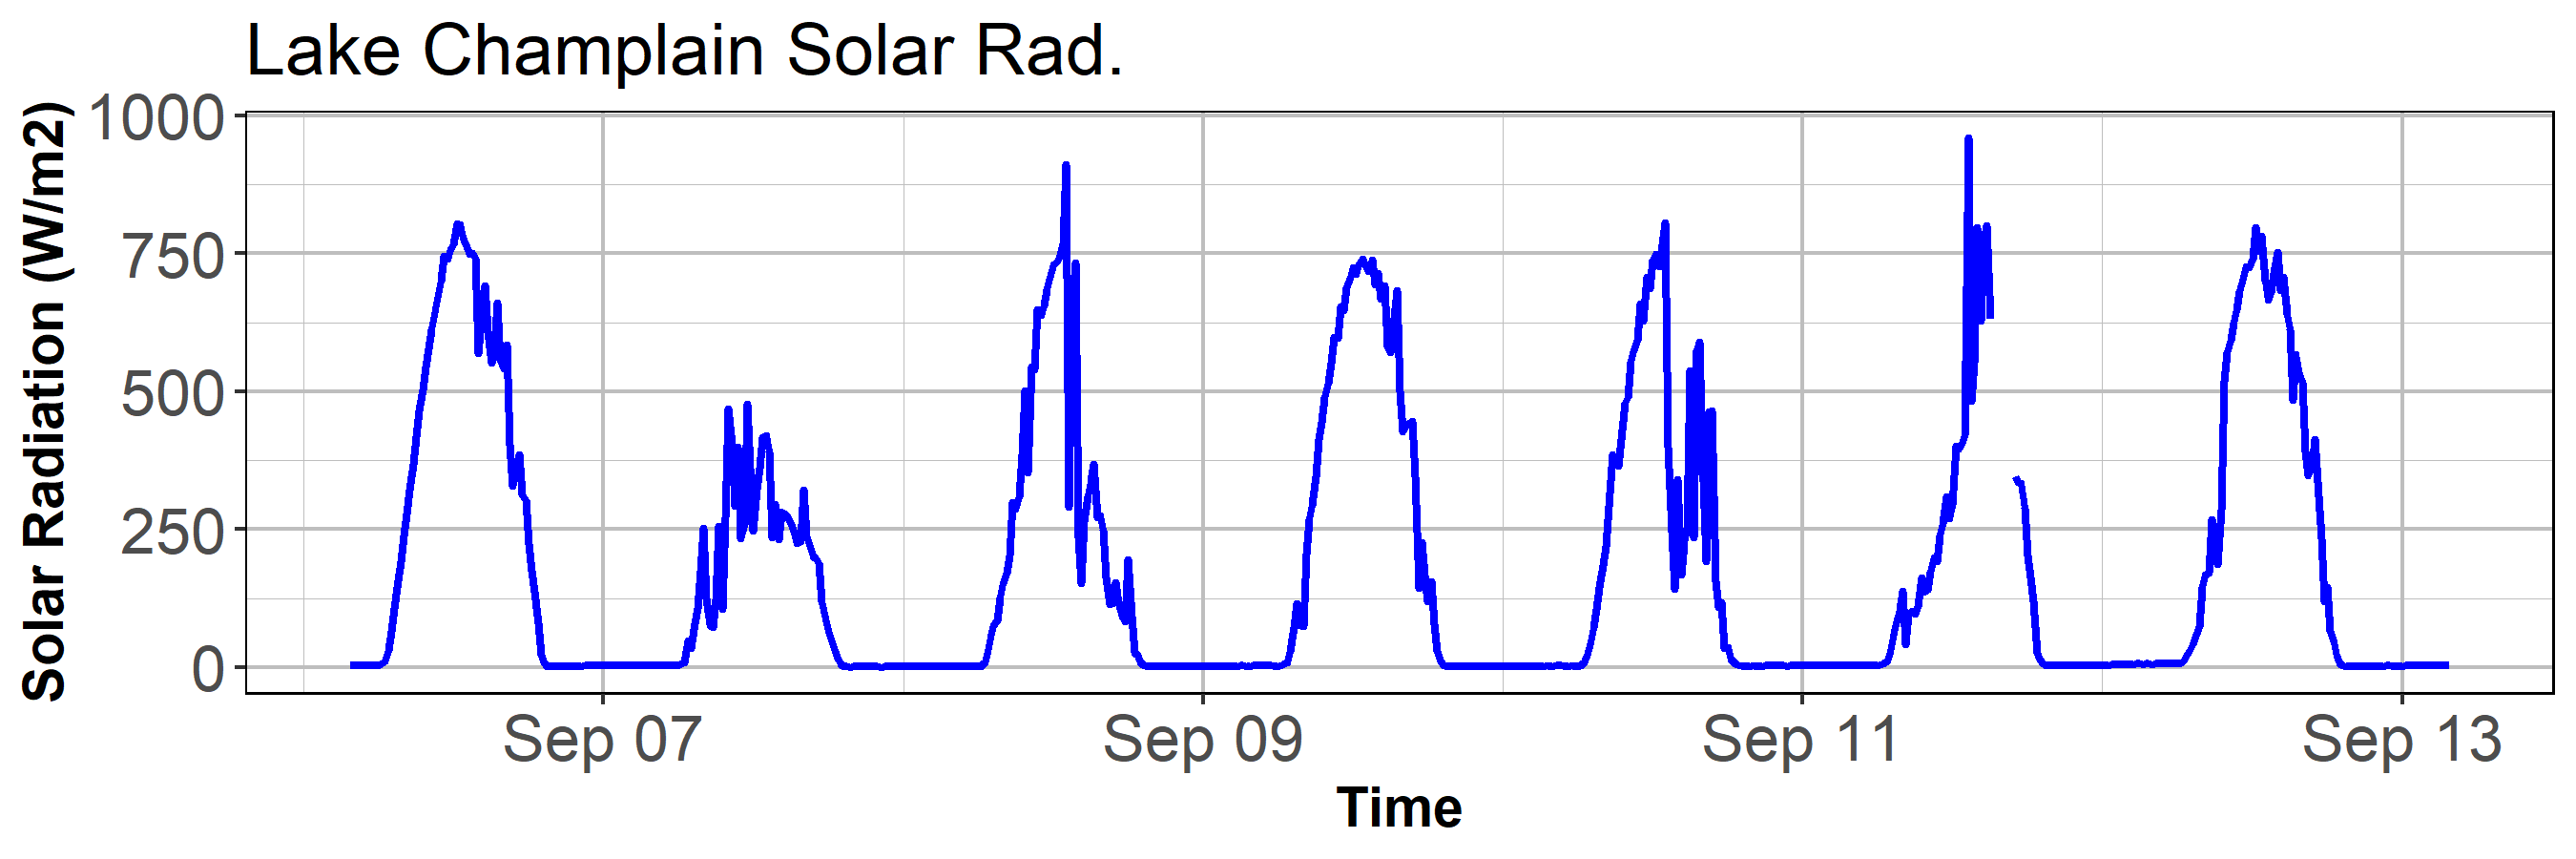 Lake Champlain Solar Rad.
Solar Radiation (W/m2)
1000
750
500
250
0
Sep 07 Sep 09 Sep 11 Sep 13
Time